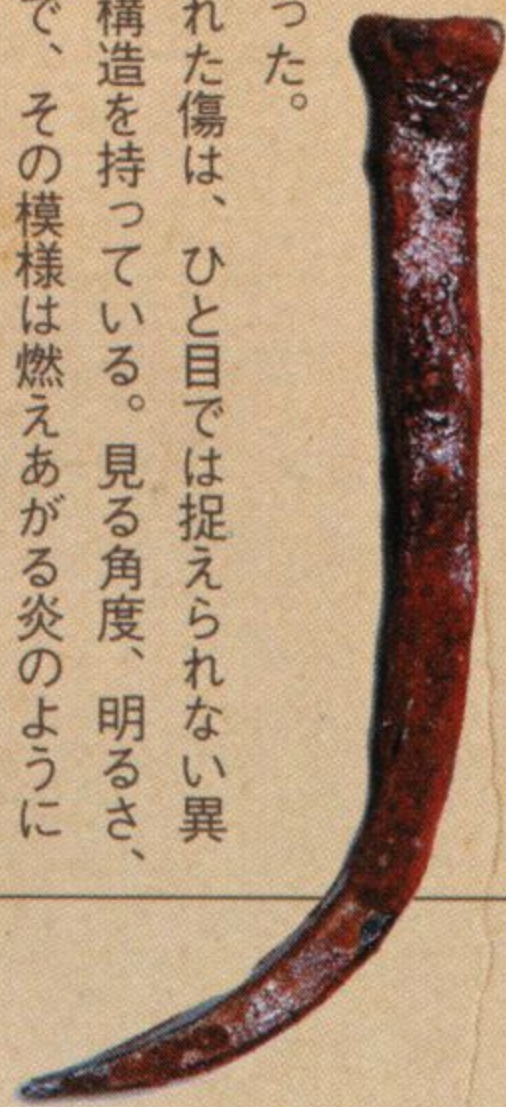 った。
れた傷は、ひと目では捉えられない異
構造を持っている。見る角度、明るさ、
で、その模様は燃えあがる炎のように